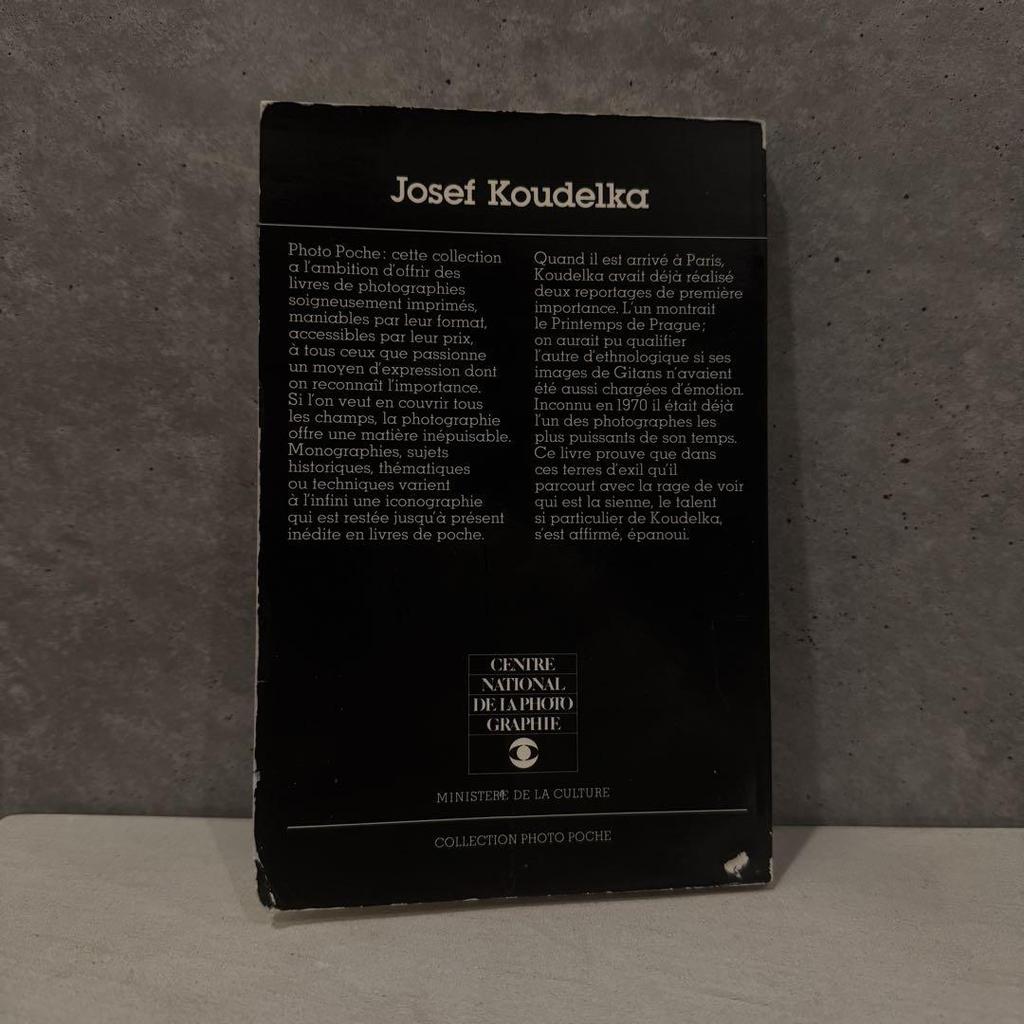 Josef Koudelka
Photo Poche : cette collection
a l'ambition d'offrir des
livres de photographies
soigneusement imprimés,
maniables par leur format,
accessibles par leur prix,
à tous ceux que passionne
un moyen d'expression dont
on reconnaît l'importance.
Si l'on veut en couvrir tous
les champs, la photographie
offre une matière inépuisable.
Monographies, sujets
historiques, thématiques
ou techniques varient
à l'infini une iconographie
qui est restée jusqu'à présent
inédite en livres de poche.
Quand il est arrivé à Paris,
Koudelka avait déjà réalisé
deux reportages de première
importance. L'un montrait
le Printemps de Prague ;
on aurait pu qualifier
l'autre d'ethnologique si ses
images de Gitans n'avaient
été aussi chargées d'émotion.
Inconnu en 1970 il était déjà
l'un des photographes les
plus puissants de son temps.
Ce livre prouve que dans
ces terres d'exil qu'il
parcourt avec la rage de voir
qui est la sienne, le talent
si particulier de Koudelka,
s'est affirmé, épanoui.
CENTRE
NATIONAL
DE LA PHOTO
GRAPHIE
MINISTERE DE LA CULTURE
COLLECTION PHOTO POCHE